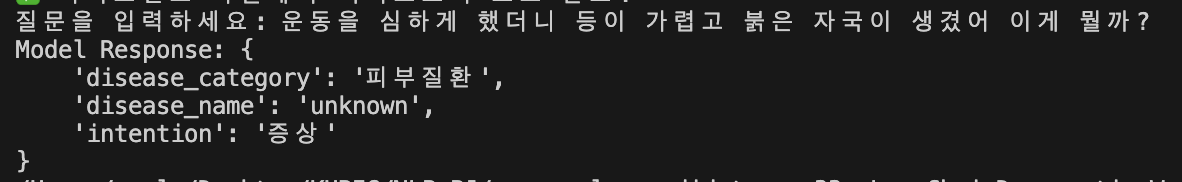 질문을 입력하세요: 운동을 심하게 했더니 등이 가렵고 붉은 자국이 생겼어 이게 뭘까?
Model Response: {
    'disease_category': '피부질환',
    'disease_name': 'unknown',
    'intention': '증상'
}